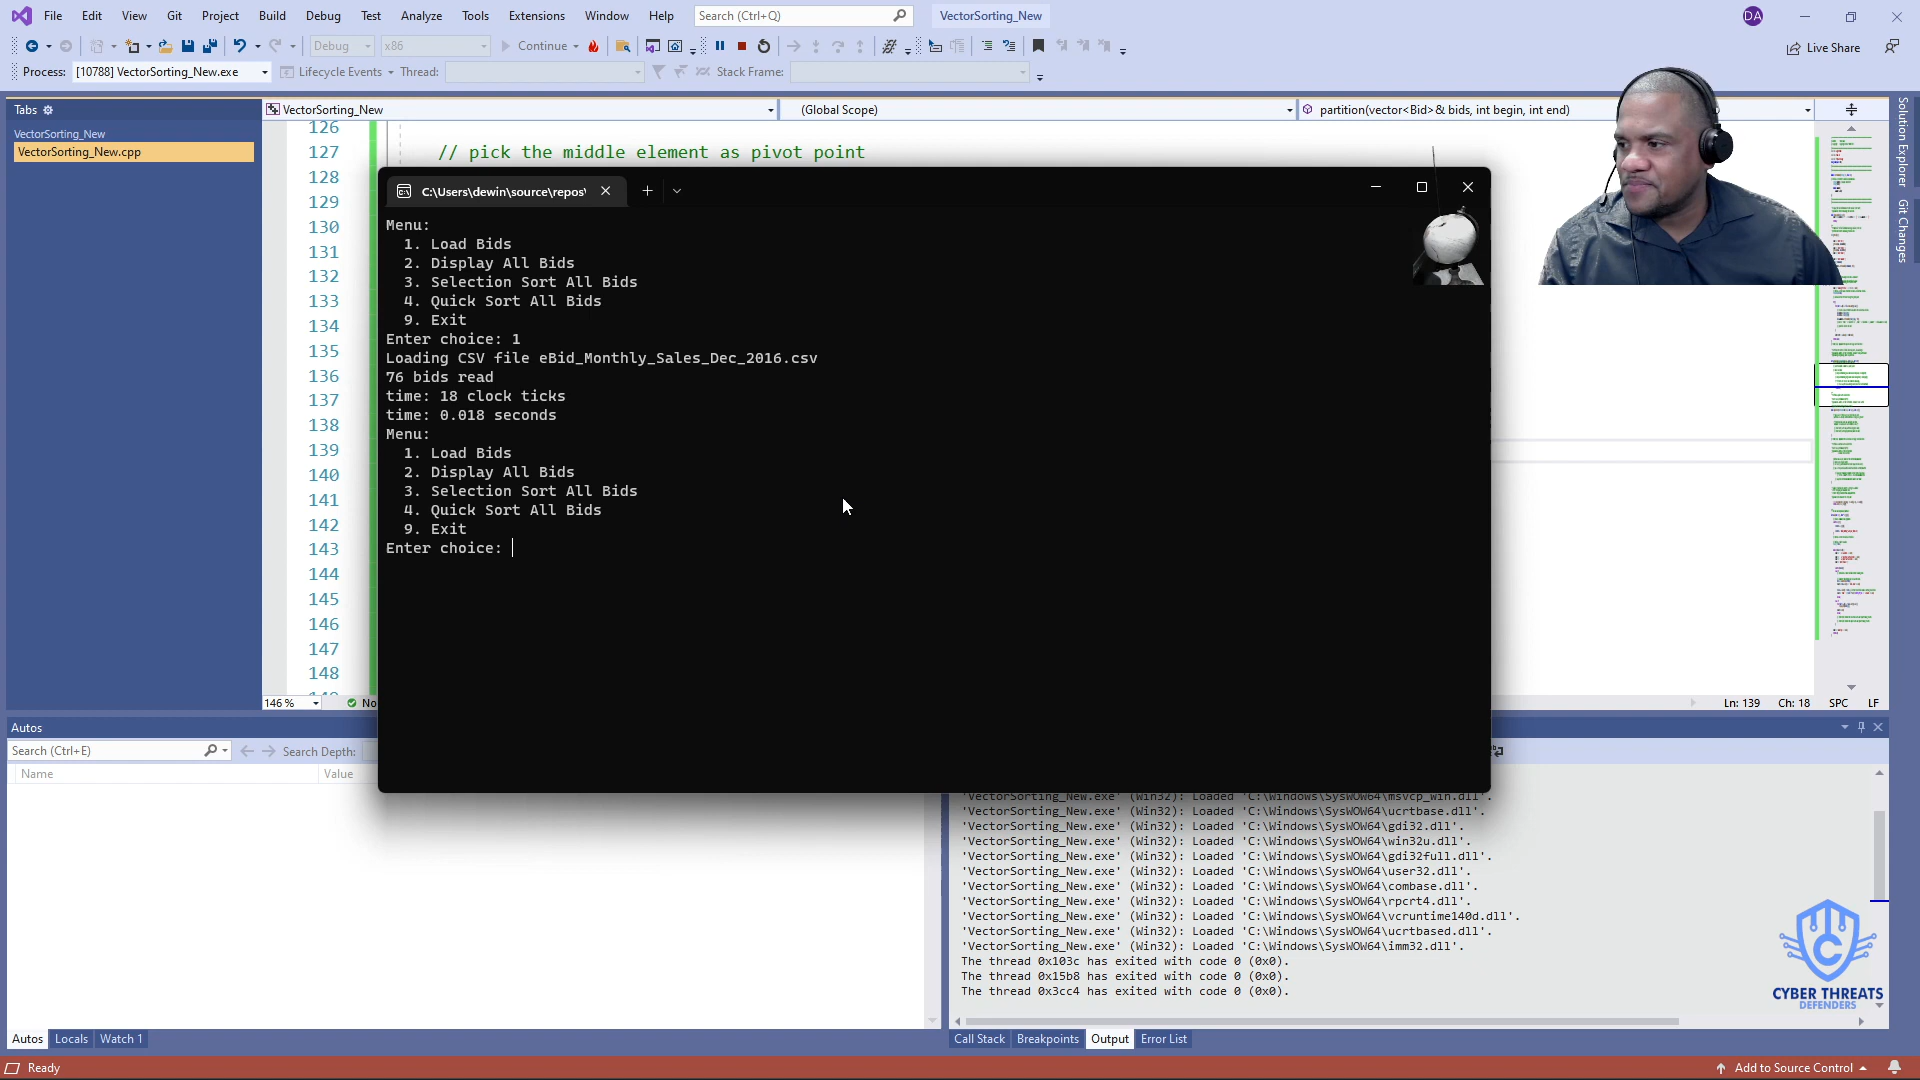 File Edit View Git Project Build Debug Test Analyze Tools Extensions Window Help Search (Ctrl+Q) VectorSorting_New DA
Debug x86 Continue Live Share
Process: [10788] VectorSorting_New.exe Lifecycle Events Thread: Stack Frame:
Tabs
VectorSorting_New
VectorSorting_New.cpp
VectorSorting_New (Global Scope) partition(vector<Bid>& bids, int begin, int end)
Solution Explorer
Git Changes
126
127 // pick the middle element as pivot point
128
129
130
131
132
133
134
135
136
137
138
139
140
141
142
143
144
145
146
147
148
C:\Users\dewin\source\repos\
Menu:
1. Load Bids
2. Display All Bids
3. Selection Sort All Bids
4. Quick Sort All Bids
9. Exit
Enter choice: 1
Loading CSV file eBid_Monthly_Sales_Dec_2016.csv
76 bids read
time: 18 clock ticks
time: 0.018 seconds
Menu:
1. Load Bids
2. Display All Bids
3. Selection Sort All Bids
4. Quick Sort All Bids
9. Exit
Enter choice:
146 % No Ln: 139 Ch: 18 SPC LF
Autos
Search (Ctrl+E) Search Depth:
Name Value
'VectorSorting_New.exe' (Win32): Loaded 'C:\Windows\SysWOW64\msvcp_win.dll'.
'VectorSorting_New.exe' (Win32): Loaded 'C:\Windows\SysWOW64\ucrtbase.dll'.
'VectorSorting_New.exe' (Win32): Loaded 'C:\Windows\SysWOW64\gdi32.dll'.
'VectorSorting_New.exe' (Win32): Loaded 'C:\Windows\SysWOW64\win32u.dll'.
'VectorSorting_New.exe' (Win32): Loaded 'C:\Windows\SysWOW64\gdi32full.dll'.
'VectorSorting_New.exe' (Win32): Loaded 'C:\Windows\SysWOW64\user32.dll'.
'VectorSorting_New.exe' (Win32): Loaded 'C:\Windows\SysWOW64\combase.dll'.
'VectorSorting_New.exe' (Win32): Loaded 'C:\Windows\SysWOW64\rpcrt4.dll'.
'VectorSorting_New.exe' (Win32): Loaded 'C:\Windows\SysWOW64\vcruntime140d.dll'.
'VectorSorting_New.exe' (Win32): Loaded 'C:\Windows\SysWOW64\ucrtbased.dll'.
'VectorSorting_New.exe' (Win32): Loaded 'C:\Windows\SysWOW64\imm32.dll'.
The thread 0x103c has exited with code 0 (0x0).
The thread 0x15b8 has exited with code 0 (0x0).
The thread 0x3cc4 has exited with code 0 (0x0).
CYBER THREATS
DEFENDERS
Autos Locals Watch 1
Call Stack Breakpoints Output Error List
Ready Add to Source Control